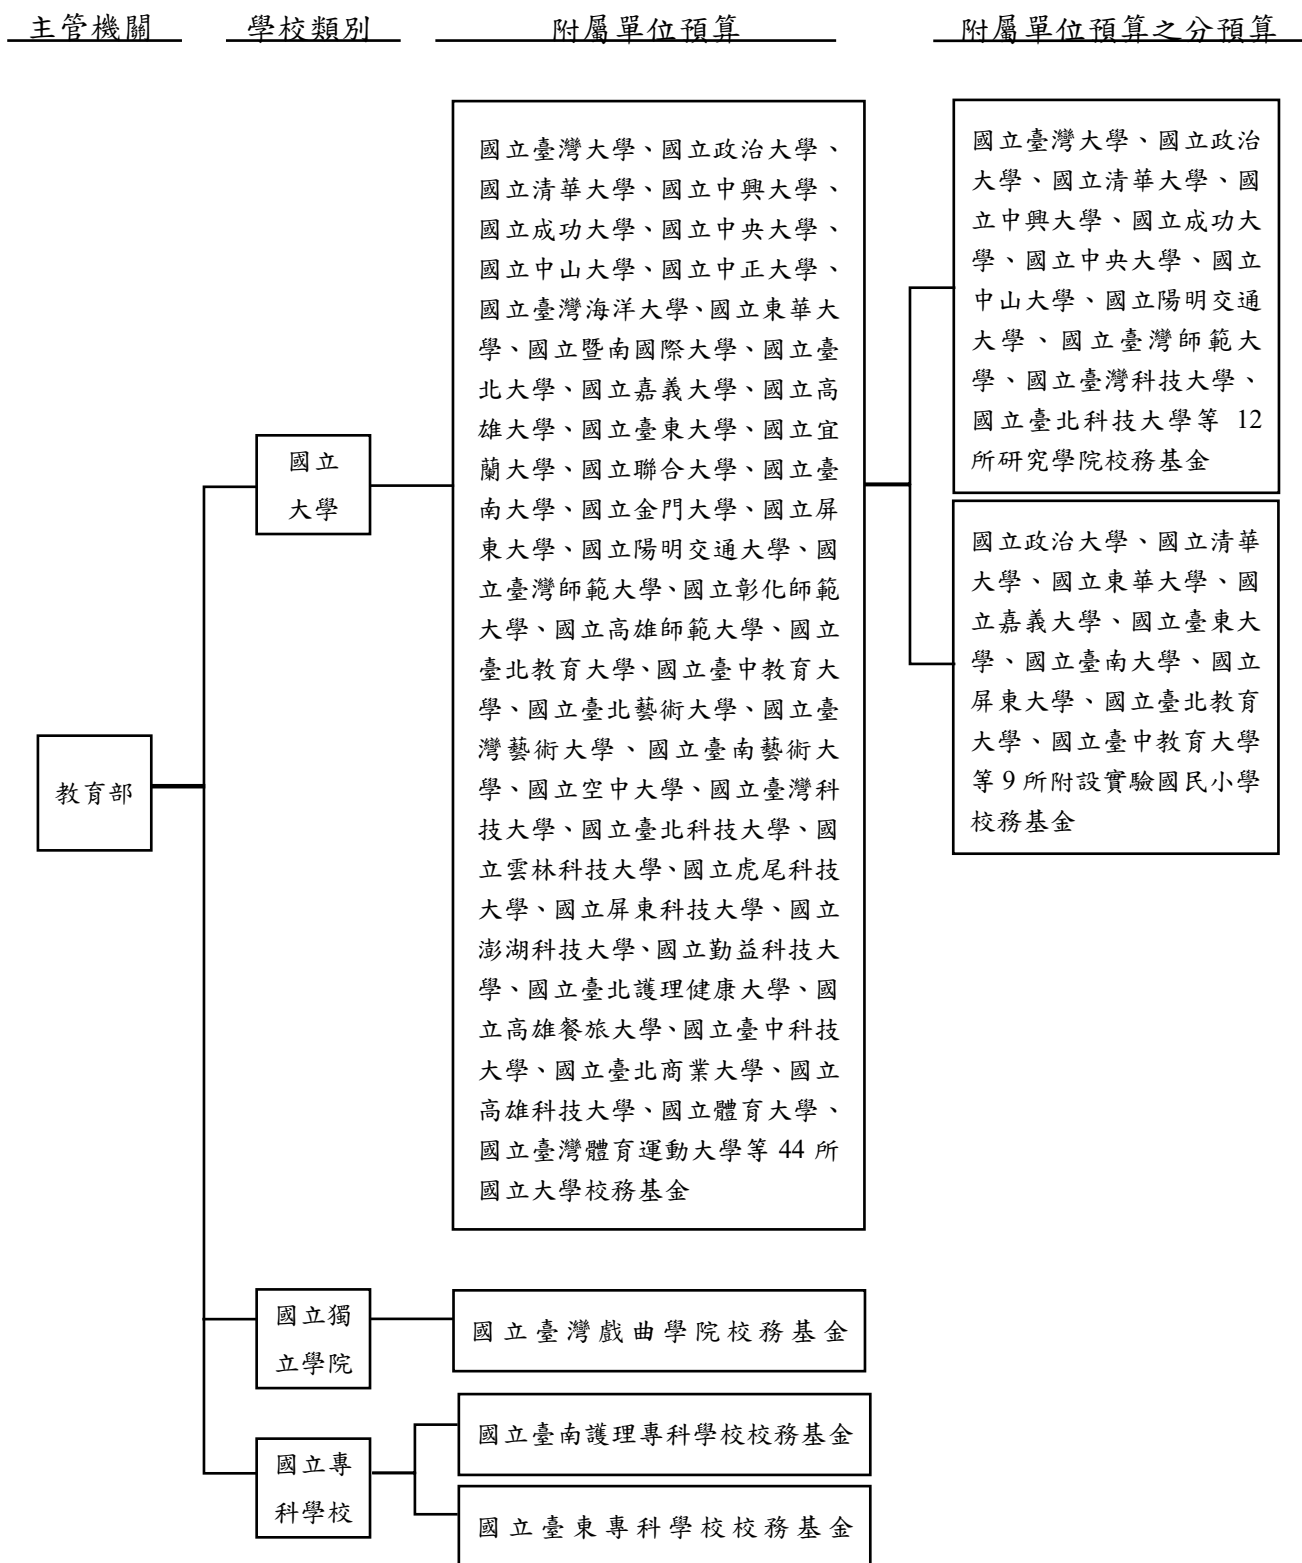 主管機關
學校類別
附屬單位預算
附屬單位預算之分預算
教育部
國立
大學
國立臺灣大學、國立政治大學、
國立清華大學、國立中興大學、
國立成功大學、國立中央大學、
國立中山大學、國立中正大學、
國立臺灣海洋大學、國立東華大
學、國立暨南國際大學、國立臺
北大學、國立嘉義大學、國立高
雄大學、國立臺東大學、國立宜
蘭大學、國立聯合大學、國立臺
南大學、國立金門大學、國立屏
東大學、國立陽明交通大學、國
立臺灣師範大學、國立彰化師範
大學、國立高雄師範大學、國立
臺北教育大學、國立臺中教育大
學、國立臺北藝術大學、國立臺
灣藝術大學、國立臺南藝術大
學、國立空中大學、國立臺灣科
技大學、國立臺北科技大學、國
立雲林科技大學、國立虎尾科技
大學、國立屏東科技大學、國立
澎湖科技大學、國立勤益科技大
學、國立臺北護理健康大學、國
立高雄餐旅大學、國立臺中科技
大學、國立臺北商業大學、國立
高雄科技大學、國立體育大學、
國立臺灣體育運動大學等 44 所
國立大學校務基金
國立臺灣大學、國立政治
大學、國立清華大學、國
立中興大學、國立成功大
學、國立中央大學、國立
中山大學、國立陽明交通
大學、國立臺灣師範大
學、國立臺灣科技大學、
國立臺北科技大學等 12
所研究學院校務基金
國立政治大學、國立清華
大學、國立東華大學、國
立嘉義大學、國立臺東大
學、國立臺南大學、國立
屏東大學、國立臺北教育
大學、國立臺中教育大學
等 9 所附設實驗國民小學
校務基金
國立獨
立學院
國立臺灣戲曲學院校務基金
國立專
科學校
國立臺南護理專科學校校務基金
國立臺東專科學校校務基金